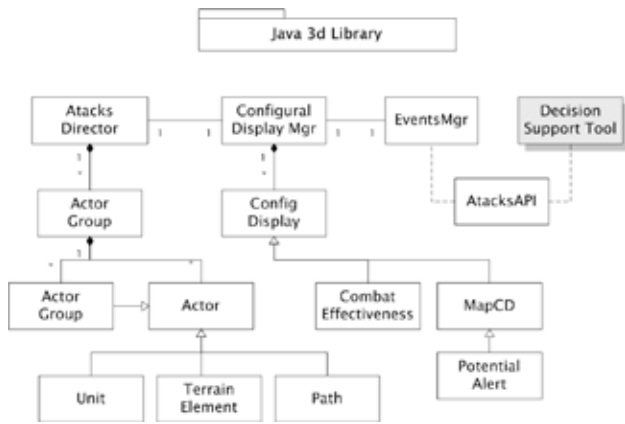 Java 3d Library
Atacks
Director
Configural
Display Mgr
EventsMgr
Decision
Support Tool
1
1
1
1
1
*
1
*
AtacksAPI
Actor
Group
Config
Display
1
*
*
Actor
Group
Actor
Combat
Effectiveness
MapCD
Unit
Terrain
Element
Path
Potential
Alert